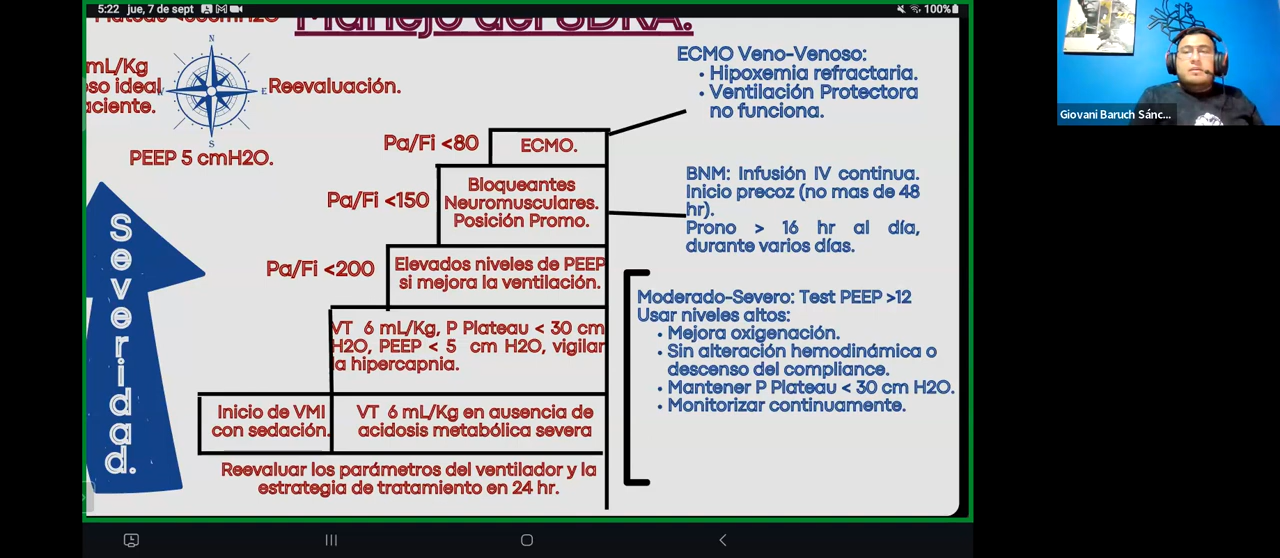 5:22 jue, 7 de sept
100%
Manejo del SDRA.
mL/Kg
aciente.
N
E
S
Reevaluación.
PEEP 5 cmH2O.
Severidad.
Pa/Fi <80
ECMO.
Pa/Fi <150
Bloqueantes
Neuromusculares.
Posición Promo.
Pa/Fi <200
Elevados niveles de PEEP
si mejora la ventilación.
VT 6 mL/Kg, P Plateau < 30 cm
H2O, PEEP < 5 cm H2O, vigilar
la hipercapnia.
Inicio de VMI
con sedación.
VT 6 mL/Kg en ausencia de
acidosis metabólica severa
Reevaluar los parámetros del ventilador y la
estrategia de tratamiento en 24 hr.
ECMO Veno-Venoso:
• Hipoxemia refractaria.
• Ventilación Protectora
no funciona.
BNM: Infusión IV continua.
Inicio precoz (no mas de 48
hr).
Prono > 16 hr al día,
durante varios días.
Moderado-Severo: Test PEEP >12
Usar niveles altos:
• Mejora oxigenación.
• Sin alteración hemodinámica o
descenso del compliance.
• Mantener P Plateau < 30 cm H2O.
• Monitorizar continuamente.
Giovani Baruch Sánc...